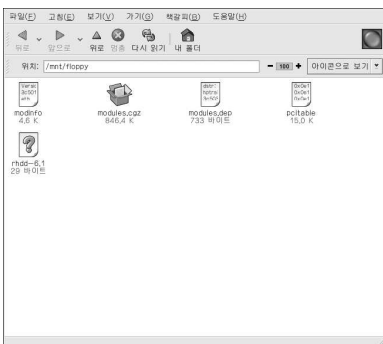 파일(F) 고침(E) 보기(V) 가기(G) 책갈피(B) 도움말(H)
뒤로 앞으로 위로 멈춤 다시 읽기 내 폴더
위치: /mnt/floppy 100 아이콘으로 보기
modinfo modules.cgz modules.dep pcitable
4.6 K 846.4 K 733 바이트 15.0 K
rhdd-6.1
29 바이트